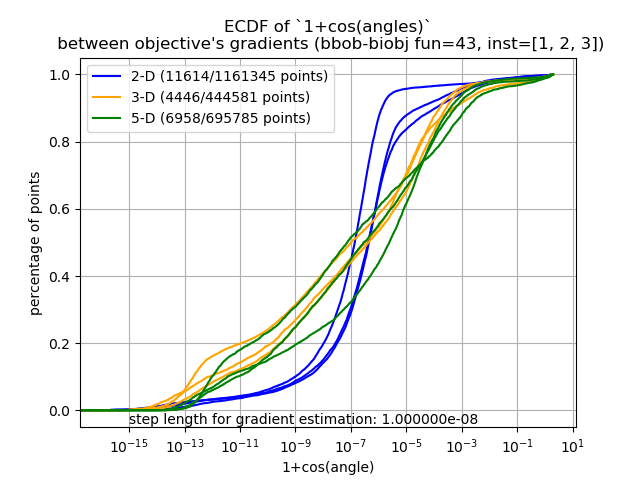 ECDF of `1+cos(angles)`
between objective's gradients (bbob-biobj fun=43, inst=[1, 2, 3])
1.0
0.8
0.6
0.4
0.2
0.0
percentage of points
2-D (11614/1161345 points)
3-D (4446/444581 points)
5-D (6958/695785 points)
step length for gradient estimation: 1.000000e-08
10⁻¹⁵ 10⁻¹³ 10⁻¹¹ 10⁻⁹ 10⁻⁷ 10⁻⁵ 10⁻³ 10⁻¹ 10¹
1+cos(angle)